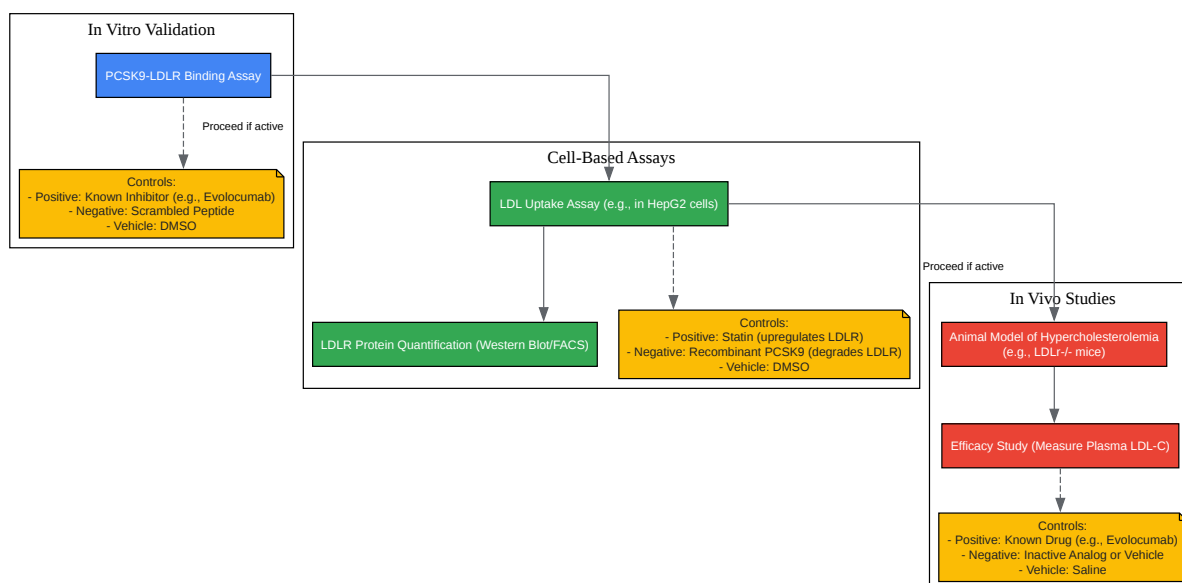 In Vitro Validation
PCSK9-LDLR Binding Assay
Proceed if active
Controls:
- Positive: Known Inhibitor (e.g., Evolocumab)
- Negative: Scrambled Peptide
- Vehicle: DMSO
Cell-Based Assays
LDL Uptake Assay (e.g., in HepG2 cells)
Proceed if active
LDLR Protein Quantification (Western Blot/FACS)
Controls:
- Positive: Statin (upregulates LDLR)
- Negative: Recombinant PCSK9 (degrades LDLR)
- Vehicle: DMSO
In Vivo Studies
Animal Model of Hypercholesterolemia
(e.g., LDLr-/- mice)
Efficacy Study (Measure Plasma LDL-C)
Controls:
- Positive: Known Drug (e.g., Evolocumab)
- Negative: Inactive Analog or Vehicle
- Vehicle: Saline